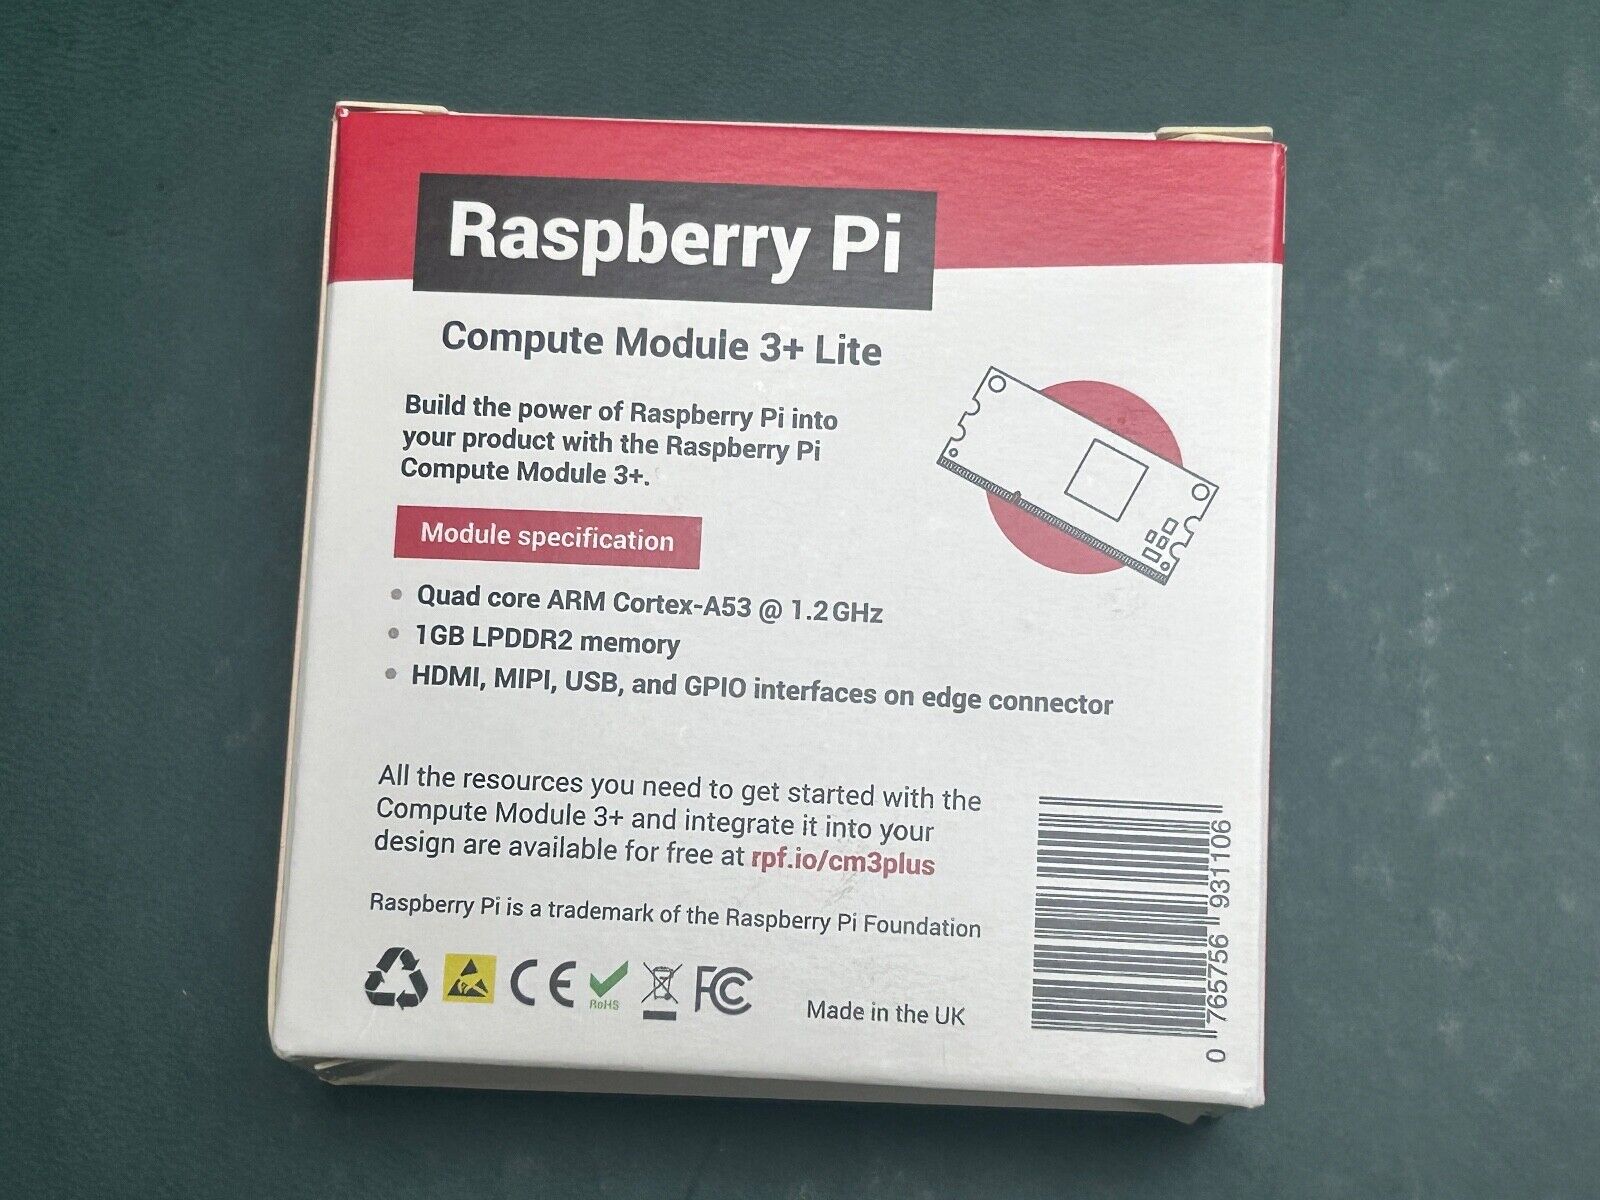 Raspberry Pi
Compute Module 3+ Lite
Build the power of Raspberry Pi into
your product with the Raspberry Pi
Compute Module 3+.
Module specification
• Quad core ARM Cortex-A53 @ 1.2 GHz
• 1GB LPDDR2 memory
• HDMI, MIPI, USB, and GPIO interfaces on edge connector
All the resources you need to get started with the
Compute Module 3+ and integrate it into your
design are available for free at rpf.io/cm3plus
Raspberry Pi is a trademark of the Raspberry Pi Foundation
CE
RoHS
FC
Made in the UK
0 765756 931106